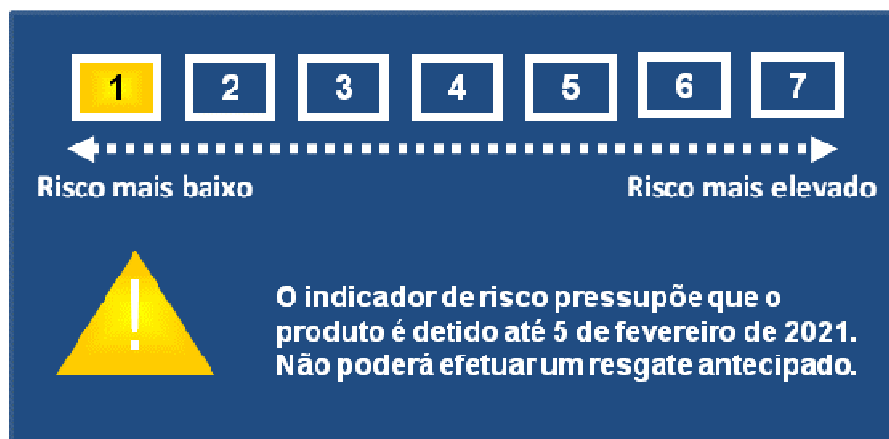 1 2 3 4 5 6 7
Risco mais baixo Risco mais elevado
!
O indicador de risco pressupõe que o
produto é detido até 5 de fevereiro de 2021.
Não poderá efetuar um resgate antecipado.